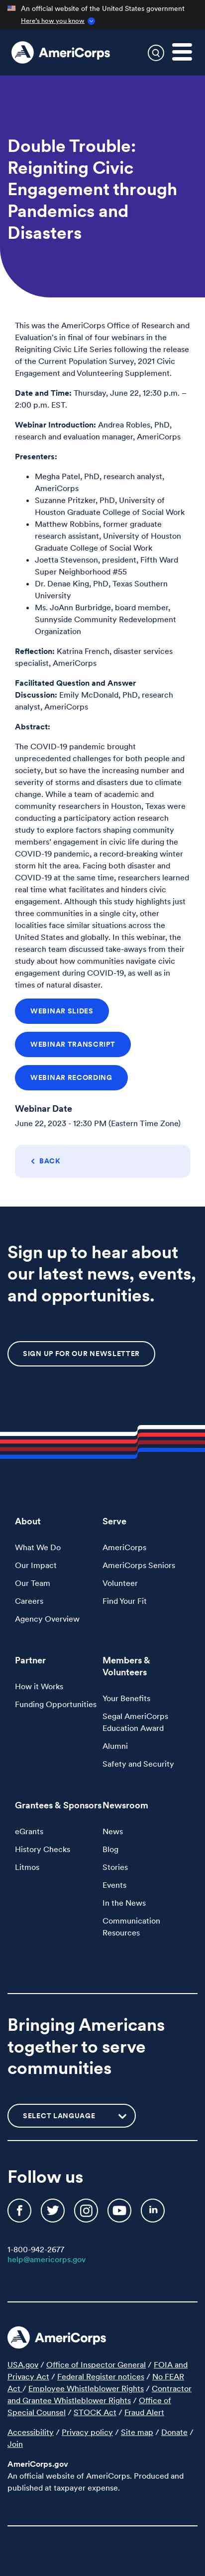 An official website of the United States government
Here's how you know
AmeriCorps
Double Trouble:
Reigniting Civic
Engagement through
Pandemics and
Disasters
This was the AmeriCorps Office of Research and
Evaluation's in final of four webinars in the
Reigniting Civic Life Series following the release
of the Current Population Survey, 2021 Civic
Engagement and Volunteering Supplement.
Date and Time: Thursday, June 22, 12:30 p.m. –
2:00 p.m. EST.
Webinar Introduction: Andrea Robles, PhD,
research and evaluation manager, AmeriCorps
Presenters:
• Megha Patel, PhD, research analyst,
AmeriCorps
• Suzanne Pritzker, PhD, University of
Houston Graduate College of Social Work
• Matthew Robbins, former graduate
research assistant, University of Houston
Graduate College of Social Work
• Joetta Stevenson, president, Fifth Ward
Super Neighborhood #55
• Dr. Denae King, PhD, Texas Southern
University
• Ms. JoAnn Burbridge, board member,
Sunnyside Community Redevelopment
Organization
Reflection: Katrina French, disaster services
specialist, AmeriCorps
Facilitated Question and Answer
Discussion: Emily McDonald, PhD, research
analyst, AmeriCorps
Abstract:
The COVID-19 pandemic brought
unprecedented challenges for both people and
society, but so have the increasing number and
severity of storms and disasters due to climate
change. While a team of academic and
community researchers in Houston, Texas were
conducting a participatory action research
study to explore factors shaping community
members' engagement in civic life during the
COVID-19 pandemic, a record-breaking winter
storm hit the area. Facing both disaster and
COVID-19 at the same time, researchers learned
real time what facilitates and hinders civic
engagement. Although this study highlights just
three communities in a single city, other
localities face similar situations across the
United States and globally. In this webinar, the
research team discussed take-aways from their
study about how communities navigate civic
engagement during COVID-19, as well as in
times of natural disaster.
WEBINAR SLIDES
WEBINAR TRANSCRIPT
WEBINAR RECORDING
Webinar Date
June 22, 2023 - 12:30 PM (Eastern Time Zone)
BACK
Sign up to hear about
our latest news, events,
and opportunities.
SIGN UP FOR OUR NEWSLETTER
About
What We Do
Our Impact
Our Team
Careers
Agency Overview
Serve
AmeriCorps
AmeriCorps Seniors
Volunteer
Find Your Fit
Partner
How it Works
Funding Opportunities
Members &
Volunteers
Your Benefits
Segal AmeriCorps
Education Award
Alumni
Safety and Security
Grantees & Sponsors
eGrants
History Checks
Litmos
Newsroom
News
Blog
Stories
Events
In the News
Communication
Resources
Bringing Americans
together to serve
communities
SELECT LANGUAGE
Follow us
1-800-942-2677
help@americorps.gov
AmeriCorps
USA.gov / Office of Inspector General / FOIA and
Privacy Act / Federal Register notices / No FEAR
Act / Employee Whistleblower Rights / Contractor
and Grantee Whistleblower Rights / Office of
Special Counsel / STOCK Act / Fraud Alert
Accessibility / Privacy policy / Site map / Donate /
Join
AmeriCorps.gov
An official website of AmeriCorps. Produced and
published at taxpayer expense.